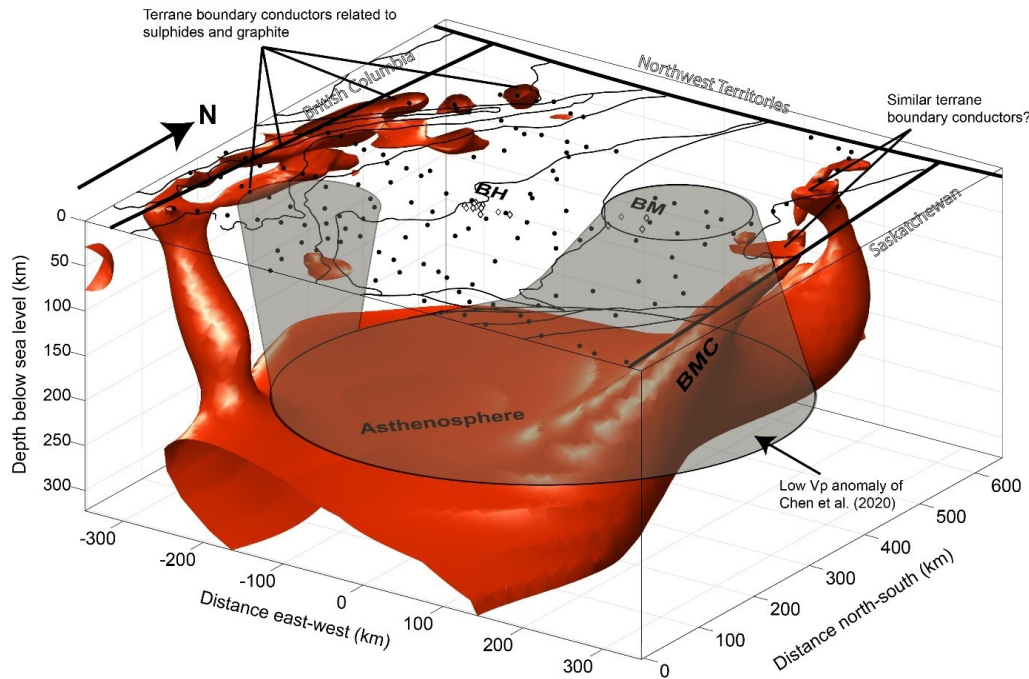 Terrane boundary conductors related to
sulphides and graphite
British Columbia
Northwest Territories
N
Similar terrane
boundary conductors?
BH
BM
Saskatchewan
0
50
100
150
200
250
300
Depth below sea level (km)
BMC
Asthenosphere
Low Vp anomaly of
Chen et al. (2020)
-300
-200
-100
0
100
200
300
Distance east-west (km)
0
100
200
300
400
500
600
Distance north-south (km)